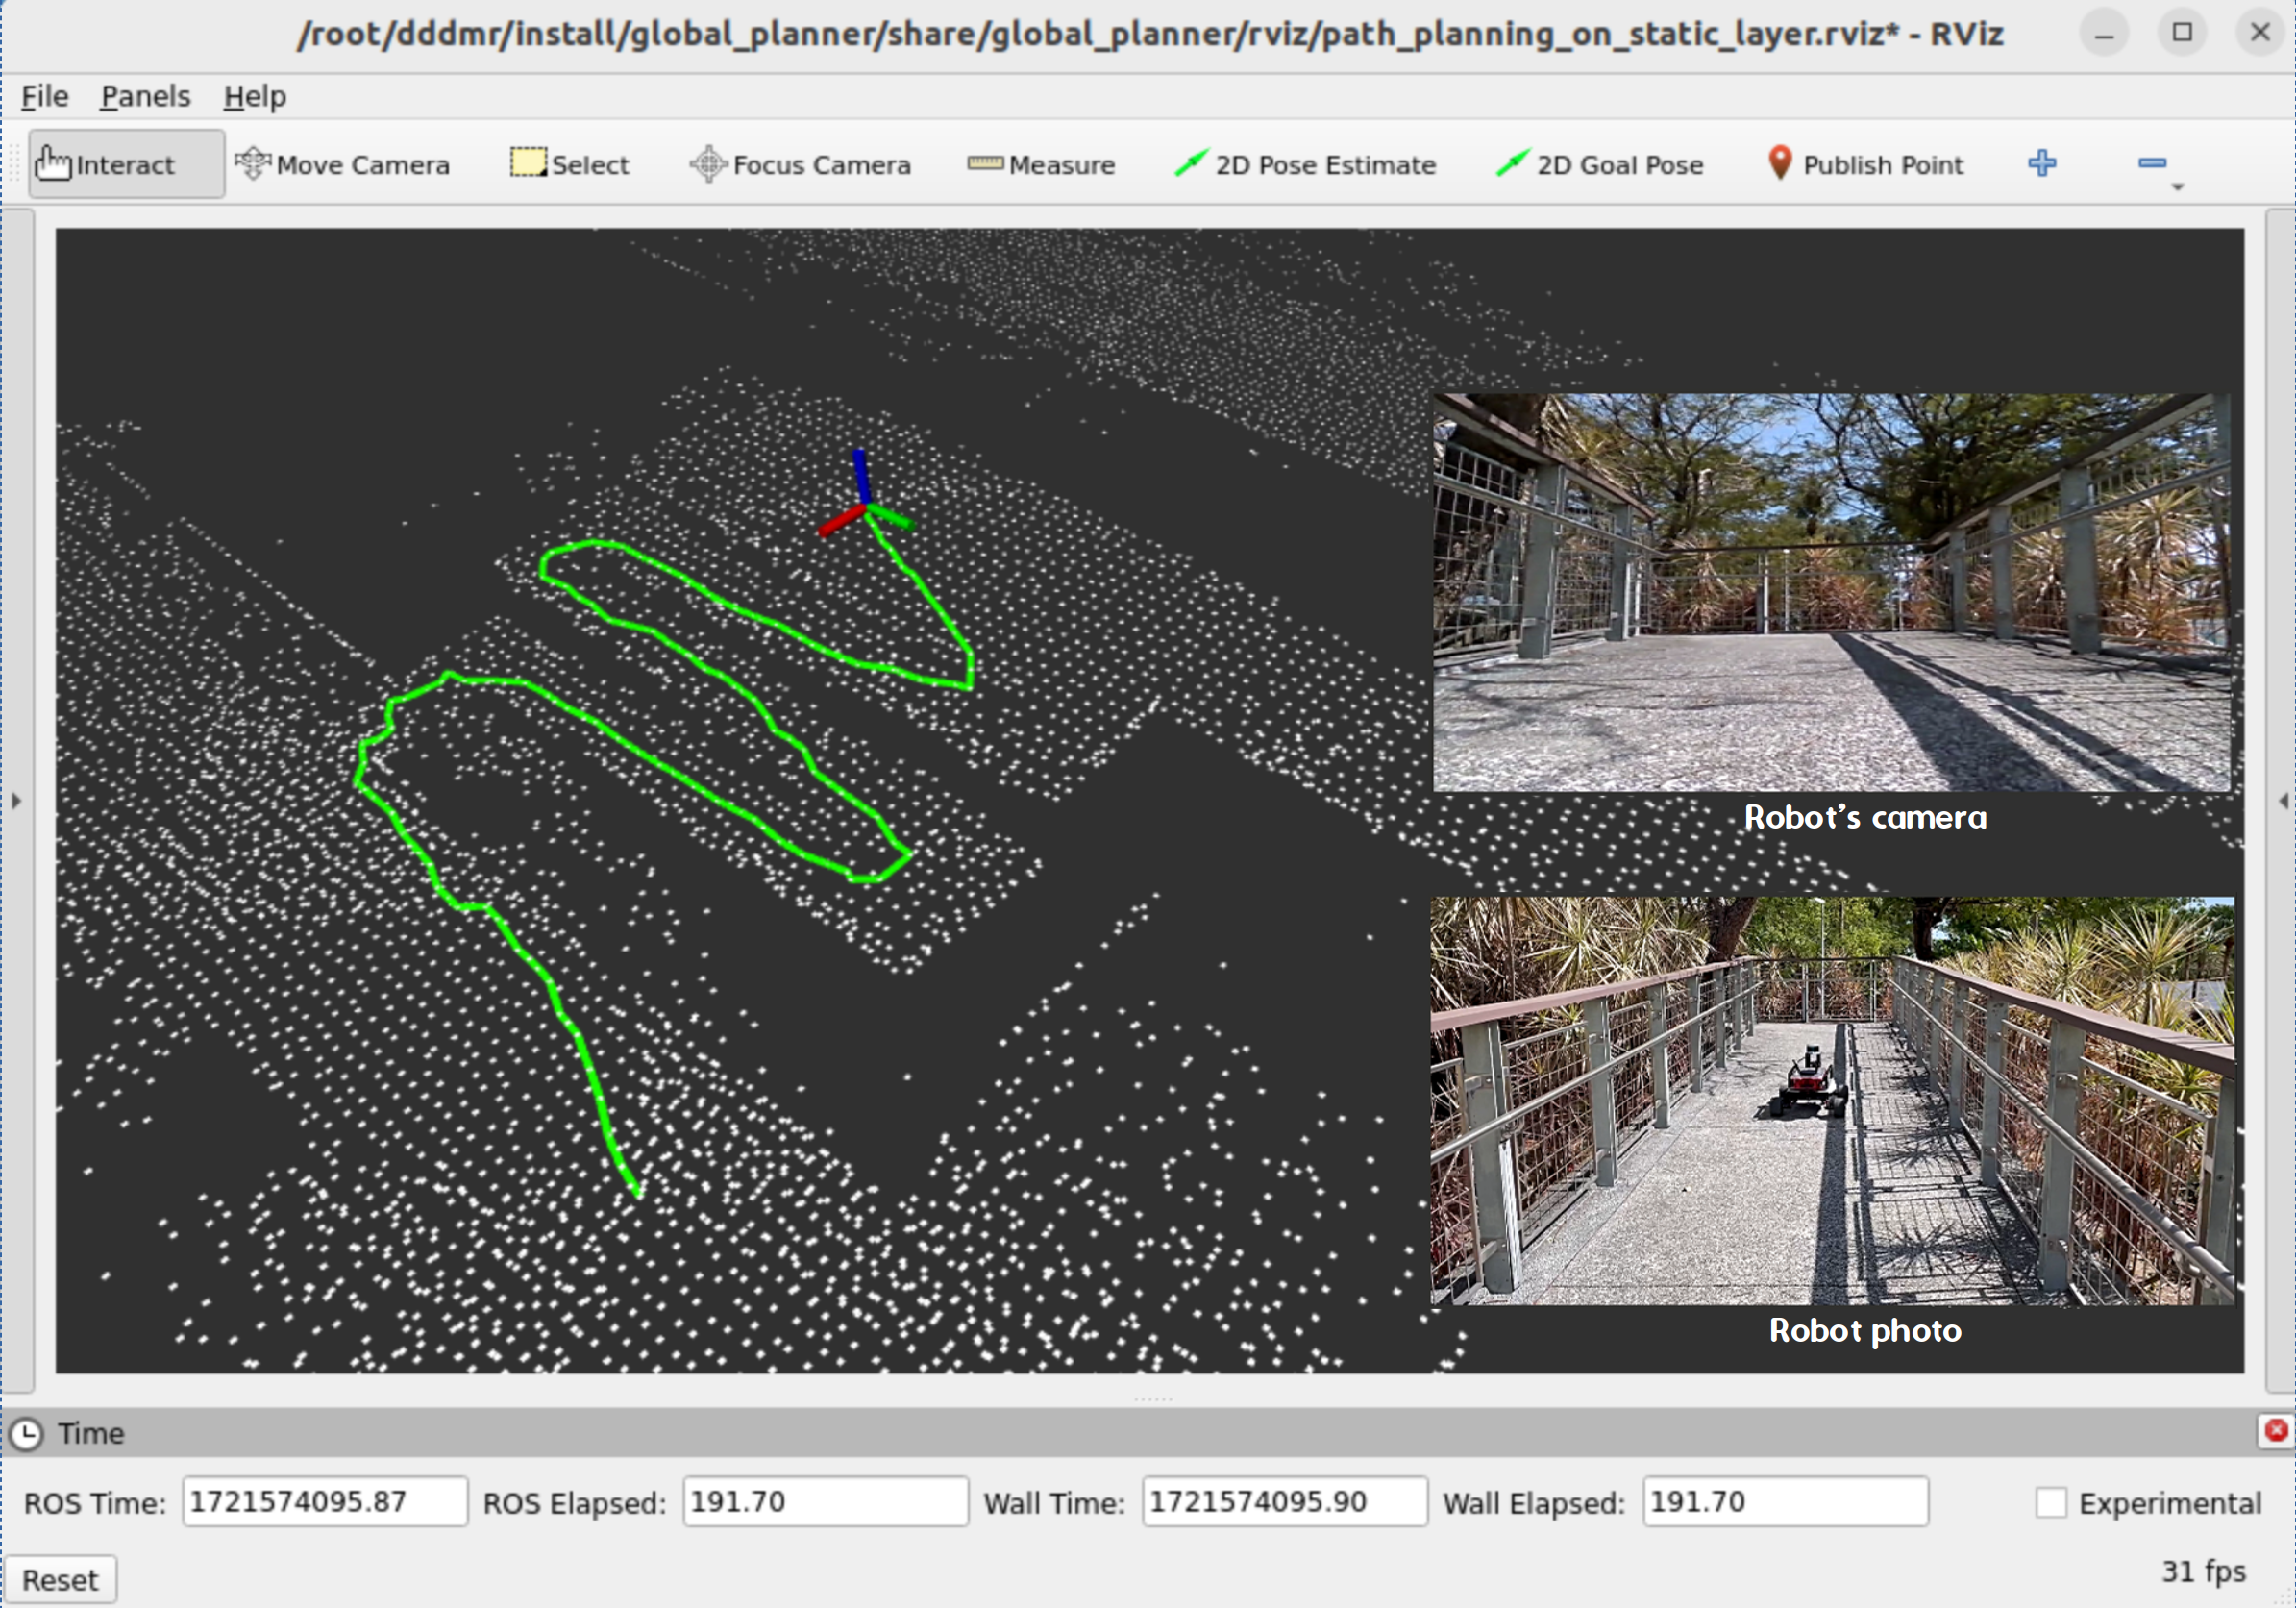 /root/dddmr/install/global_planner/share/global_planner/rviz/path_planning_on_static_layer.rviz* - RViz
File Panels Help
Interact Move Camera Select Focus Camera Measure 2D Pose Estimate 2D Goal Pose Publish Point
Robot's camera
Robot photo
Time
ROS Time: 1721574095.87 ROS Elapsed: 191.70 Wall Time: 1721574095.90 Wall Elapsed: 191.70 Experimental
Reset 31 fps